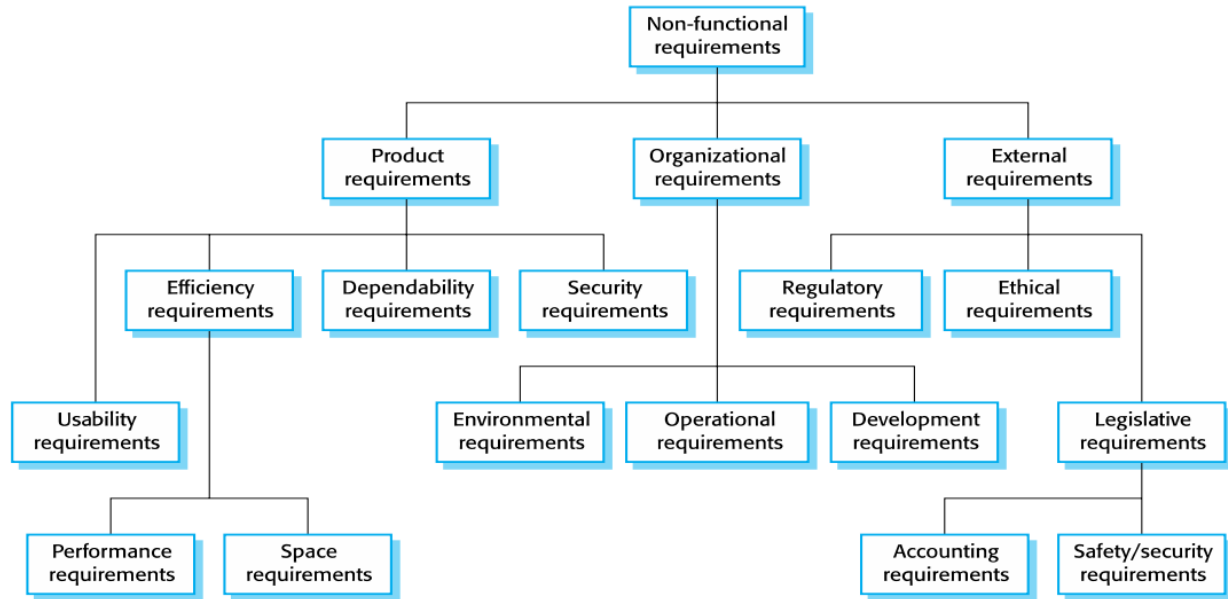 Non-functional
requirements
Product
requirements
Organizational
requirements
External
requirements
Efficiency
requirements
Dependability
requirements
Security
requirements
Regulatory
requirements
Ethical
requirements
Usability
requirements
Environmental
requirements
Operational
requirements
Development
requirements
Legislative
requirements
Performance
requirements
Space
requirements
Accounting
requirements
Safety/security
requirements